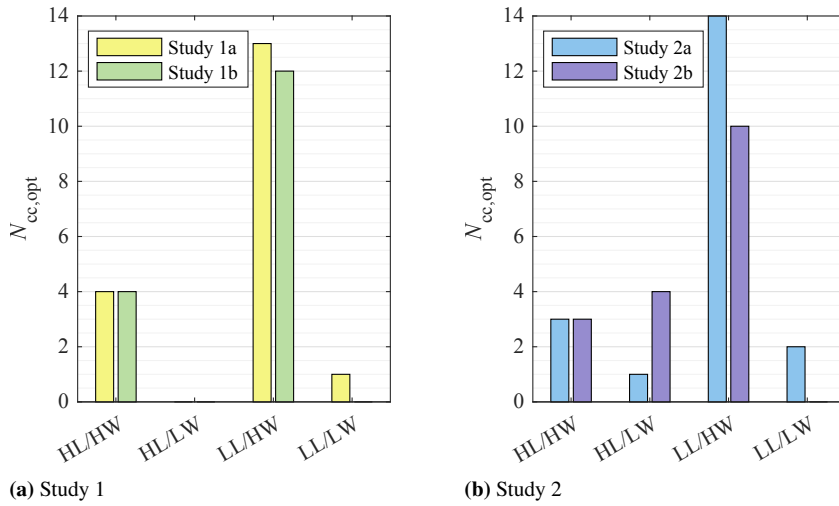 14
12
10
8
6
4
2
0
N_cc,opt
Study 1a
Study 1b
HL/HW
HL/LW
LL/HW
LL/LW
(a) Study 1
14
12
10
8
6
4
2
0
N_cc,opt
Study 2a
Study 2b
HL/HW
HL/LW
LL/HW
LL/LW
(b) Study 2